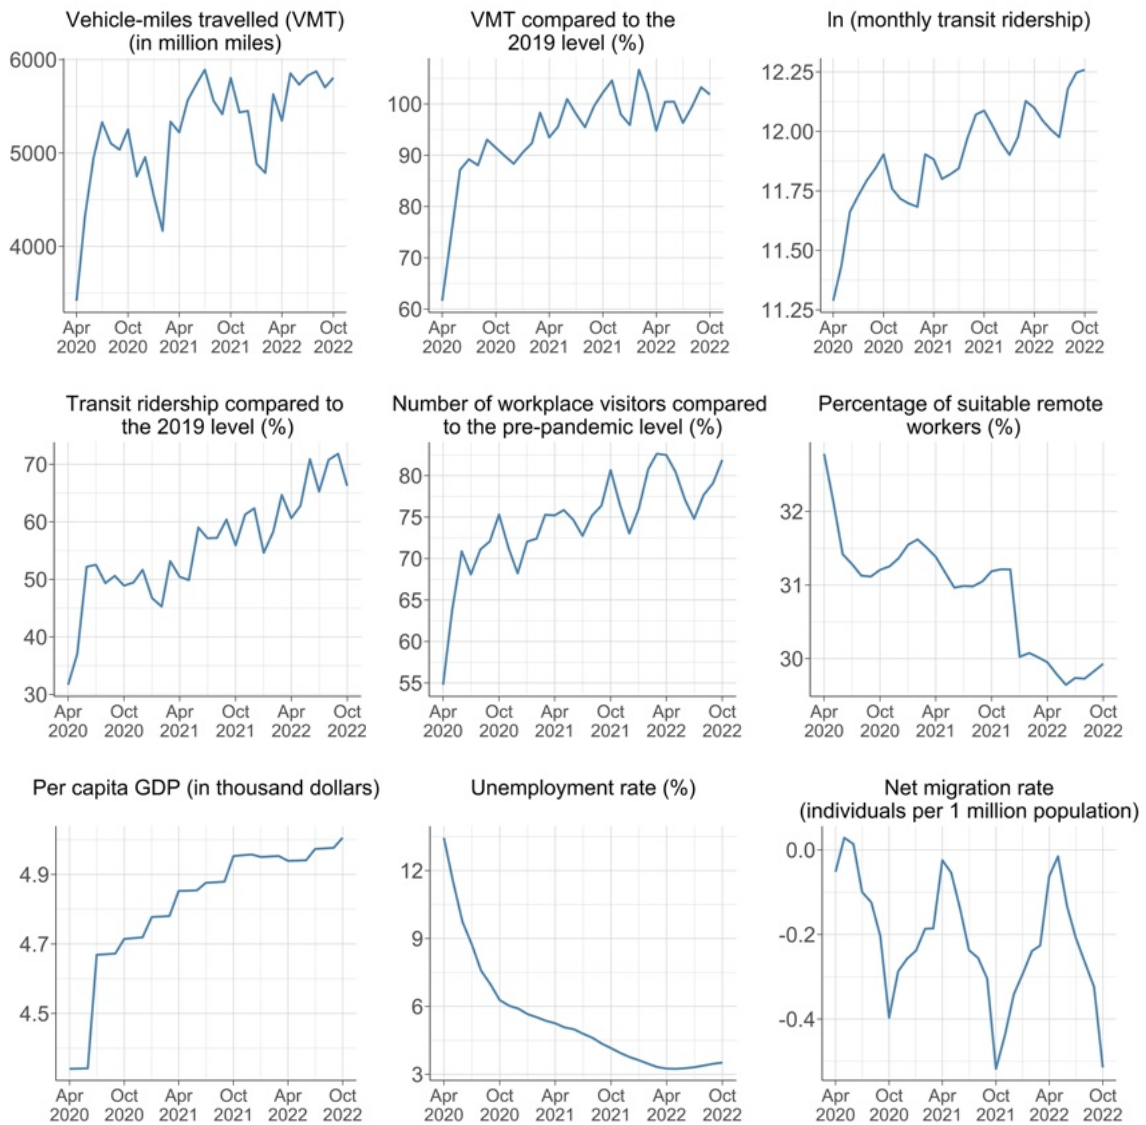 Vehicle-miles travelled (VMT)
(in million miles)
6000
5000
4000
Apr Oct Apr Oct Apr Oct
2020 2020 2021 2021 2022 2022
VMT compared to the
2019 level (%)
100
90
80
70
60
Apr Oct Apr Oct Apr Oct
2020 2020 2021 2021 2022 2022
ln (monthly transit ridership)
12.25
12.00
11.75
11.50
11.25
Apr Oct Apr Oct Apr Oct
2020 2020 2021 2021 2022 2022
Transit ridership compared to
the 2019 level (%)
70
60
50
40
30
Apr Oct Apr Oct Apr Oct
2020 2020 2021 2021 2022 2022
Number of workplace visitors compared
to the pre-pandemic level (%)
80
75
70
65
60
55
Apr Oct Apr Oct Apr Oct
2020 2020 2021 2021 2022 2022
Percentage of suitable remote
workers (%)
32
31
30
Apr Oct Apr Oct Apr Oct
2020 2020 2021 2021 2022 2022
Per capita GDP (in thousand dollars)
4.9
4.7
4.5
Apr Oct Apr Oct Apr Oct
2020 2020 2021 2021 2022 2022
Unemployment rate (%)
12
9
6
3
Apr Oct Apr Oct Apr Oct
2020 2020 2021 2021 2022 2022
Net migration rate
(individuals per 1 million population)
0.0
-0.2
-0.4
Apr Oct Apr Oct Apr Oct
2020 2020 2021 2021 2022 2022